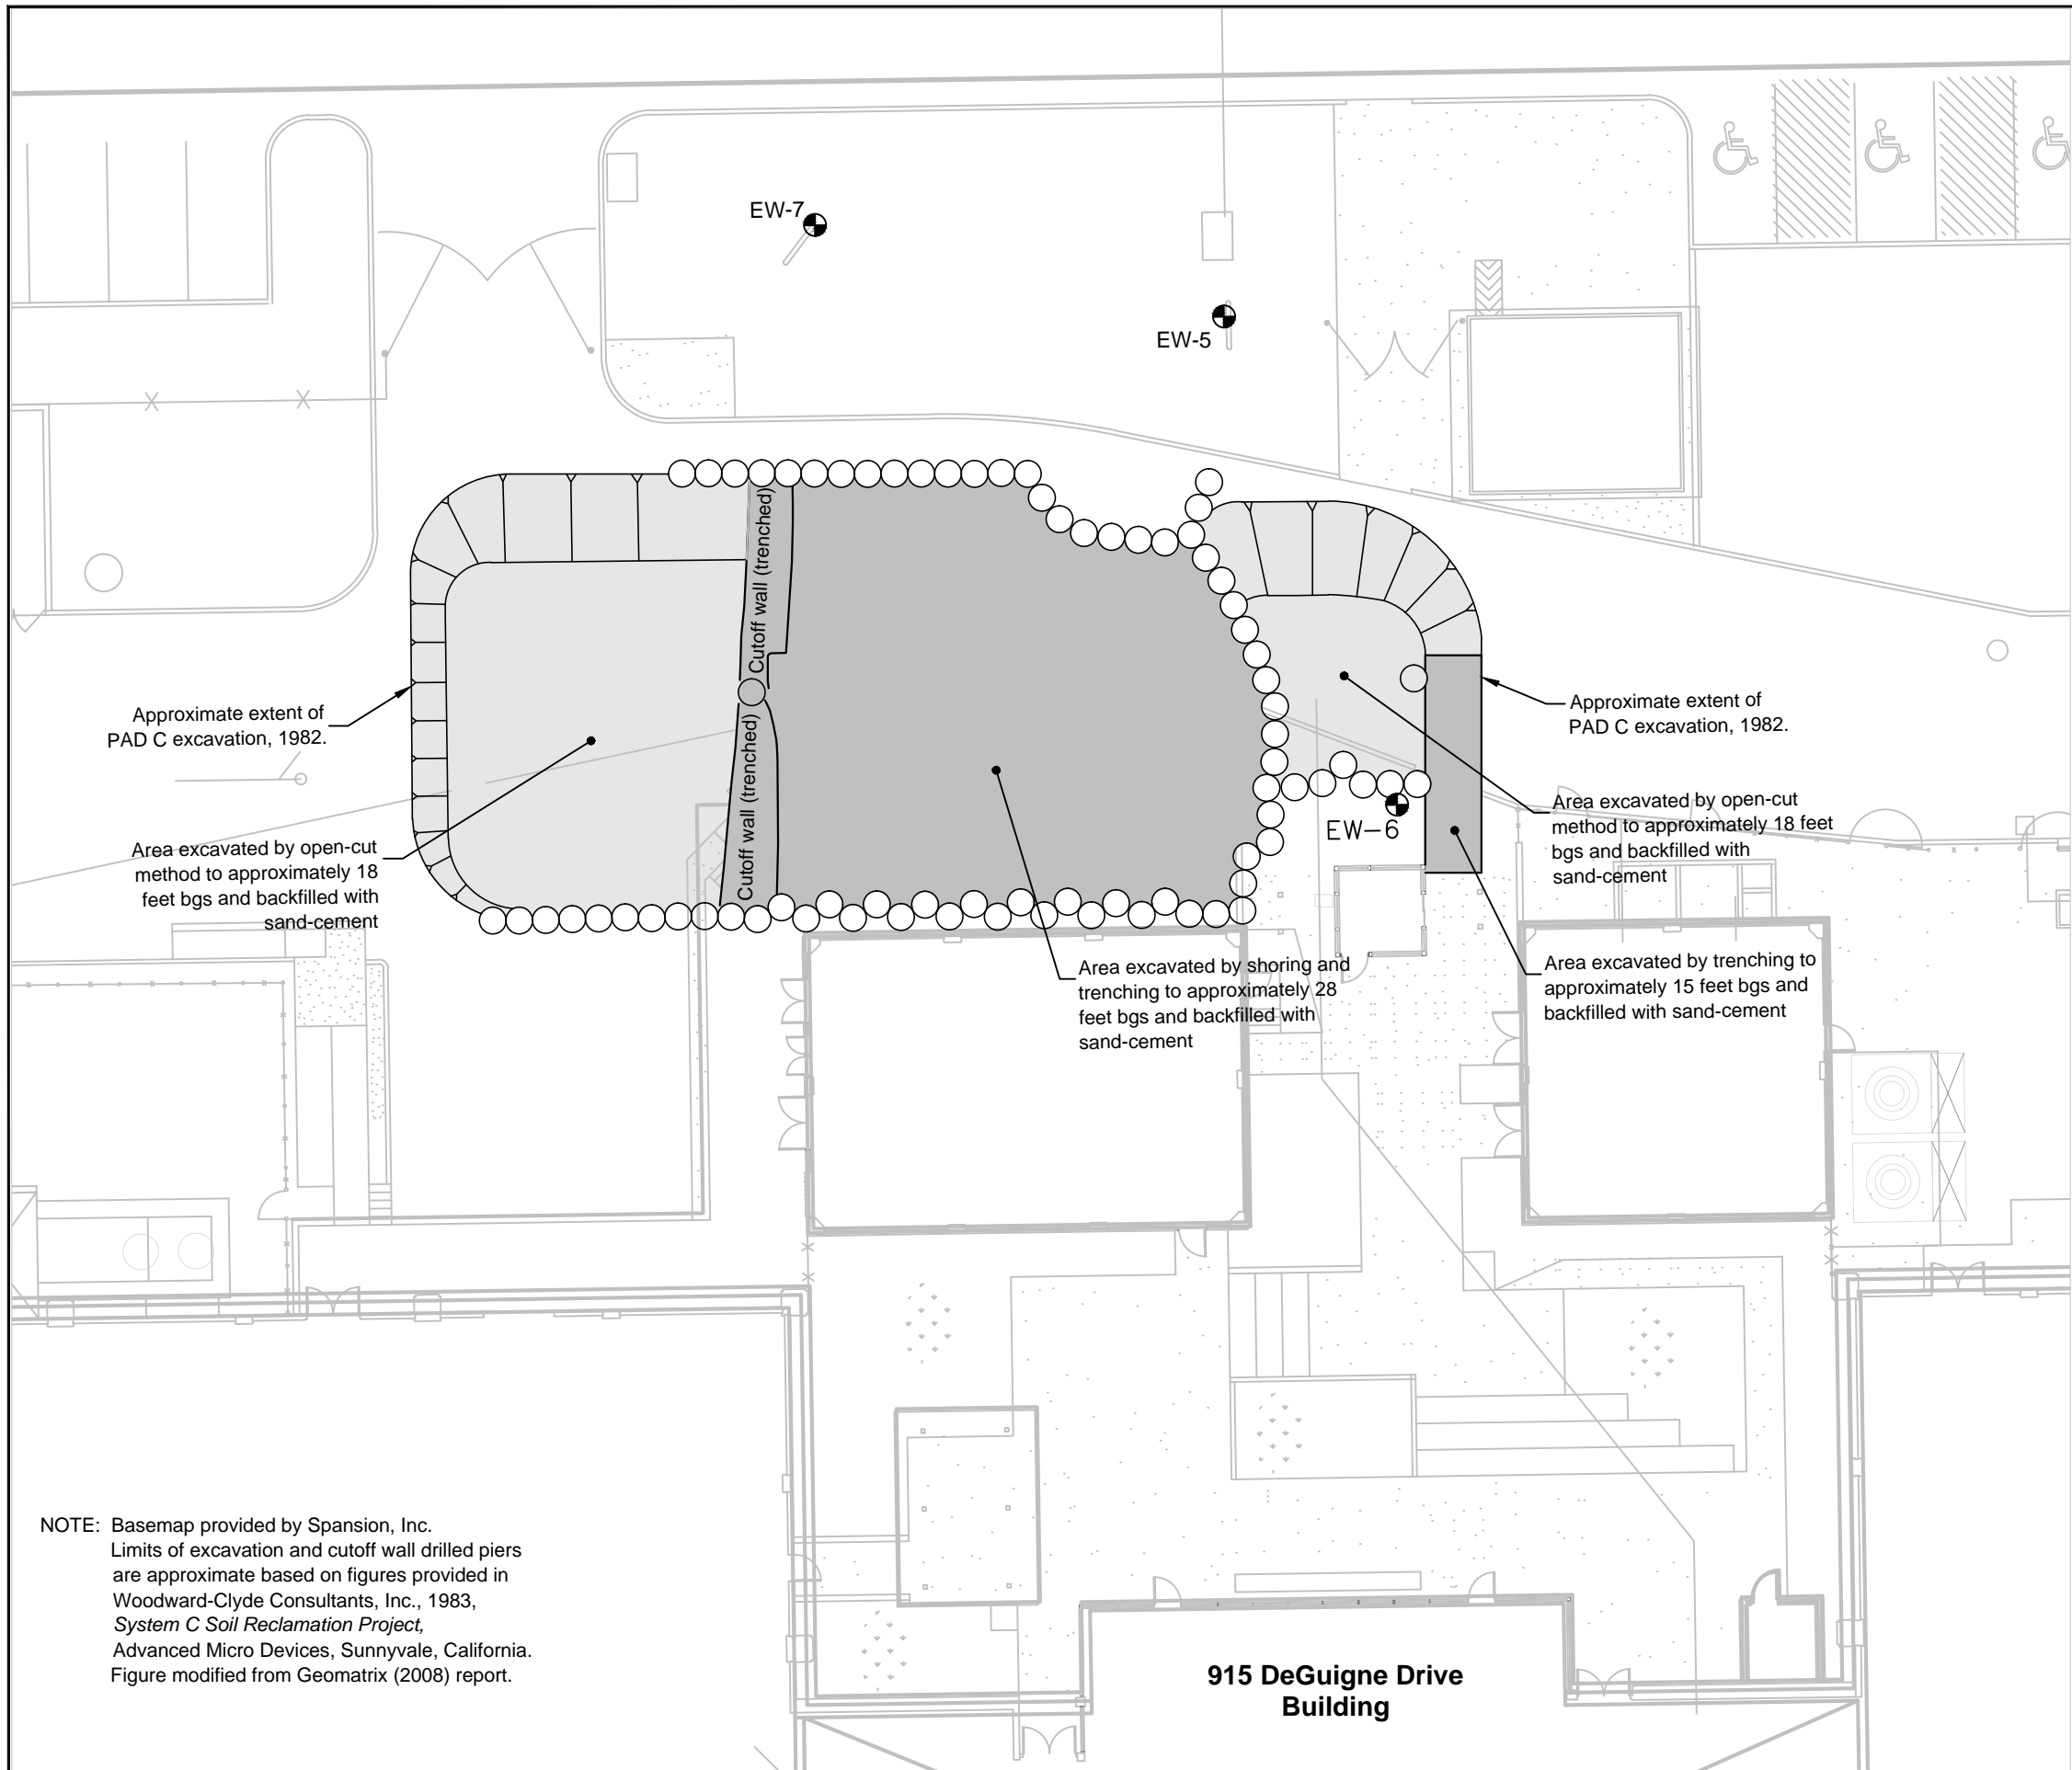 EW-7
EW-5
Cutoff wall (trenched)
Cutoff wall (trenched)
Approximate extent of
PAD C excavation, 1982.
Approximate extent of
PAD C excavation, 1982.
EW-6
Area excavated by open-cut
method to approximately 18
feet bgs and backfilled with
sand-cement
Area excavated by open-cut
method to approximately 18 feet
bgs and backfilled with
sand-cement
Area excavated by shoring and
trenching to approximately 28
feet bgs and backfilled with
sand-cement
Area excavated by trenching to
approximately 15 feet bgs and
backfilled with sand-cement
NOTE: Basemap provided by Spansion, Inc.
Limits of excavation and cutoff wall drilled piers
are approximate based on figures provided in
Woodward-Clyde Consultants, Inc., 1983,
System C Soil Reclamation Project,
Advanced Micro Devices, Sunnyvale, California.
Figure modified from Geomatrix (2008) report.
915 DeGuigne Drive
Building